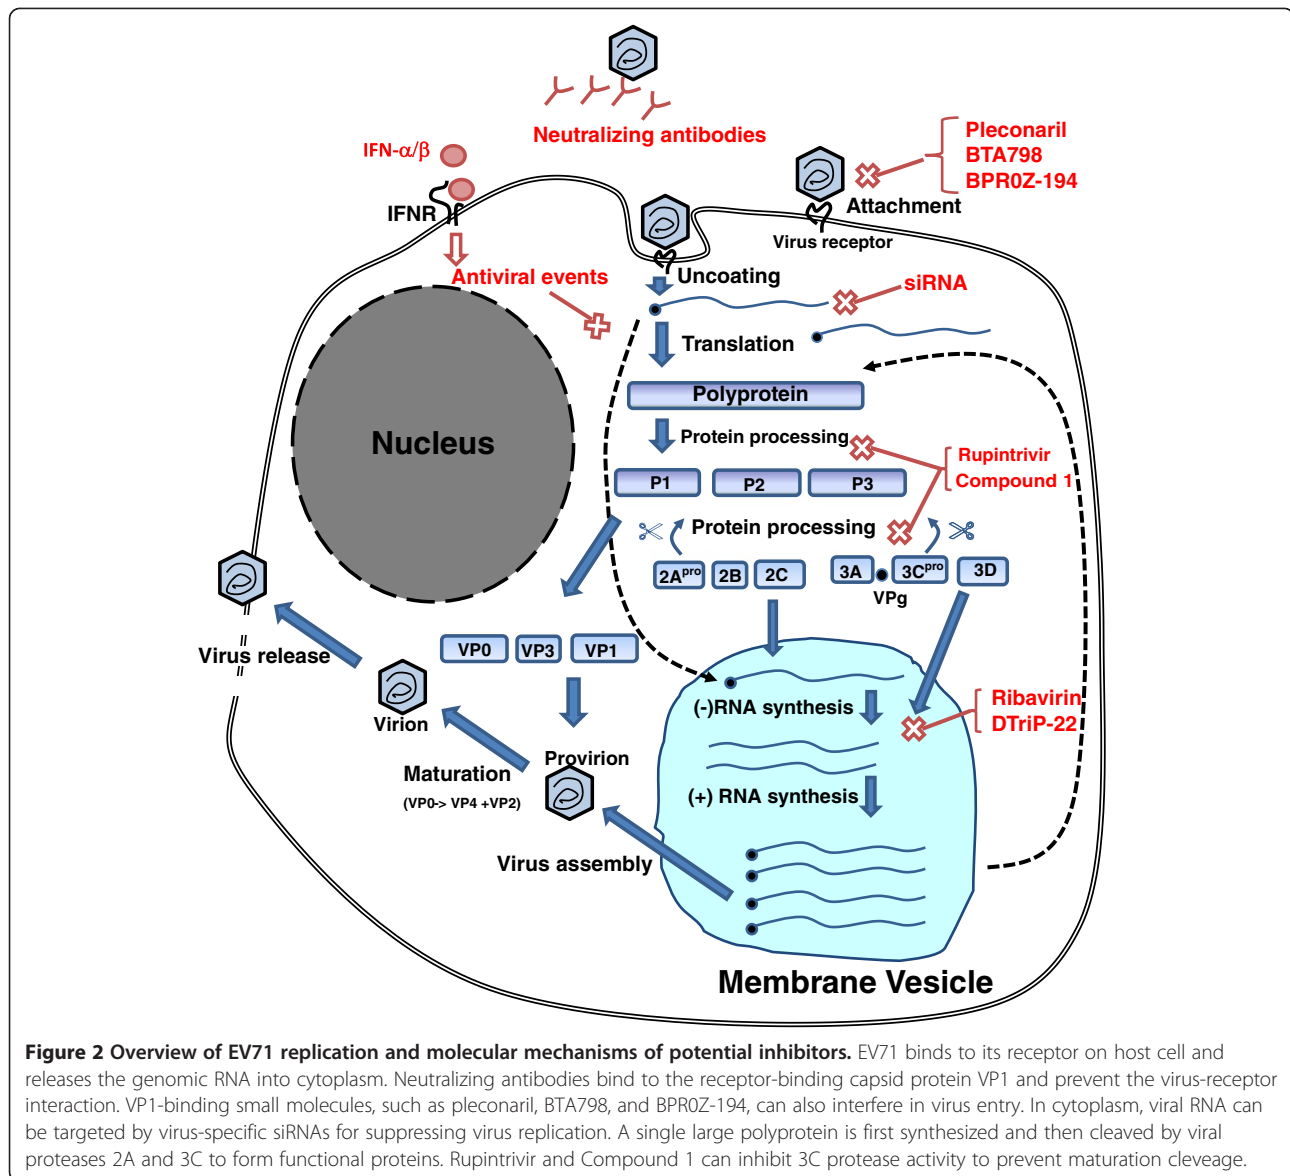 Neutralizing antibodies
IFN-α/β
IFNR
Pleconaril
BTA798
BPR0Z-194
Attachment
Virus receptor
Antiviral events
Uncoating
siRNA
Translation
Polyprotein
Nucleus
Protein processing
Rupintrivir
Compound 1
P1 P2 P3
Protein processing
2Apro 2B 2C 3A 3Cpro 3D
VPg
VP0 VP3 VP1
Virus release
Virion
(-)RNA synthesis
Ribavirin
DTriP-22
Provirion
Maturation
(VP0-> VP4 +VP2)
(+) RNA synthesis
Virus assembly
Membrane Vesicle
Figure 2 Overview of EV71 replication and molecular mechanisms of potential inhibitors. EV71 binds to its receptor on host cell and
releases the genomic RNA into cytoplasm. Neutralizing antibodies bind to the receptor-binding capsid protein VP1 and prevent the virus-receptor
interaction. VP1-binding small molecules, such as pleconaril, BTA798, and BPR0Z-194, can also interfere in virus entry. In cytoplasm, viral RNA can
be targeted by virus-specific siRNAs for suppressing virus replication. A single large polyprotein is first synthesized and then cleaved by viral
proteases 2A and 3C to form functional proteins. Rupintrivir and Compound 1 can inhibit 3C protease activity to prevent maturation cleveage.